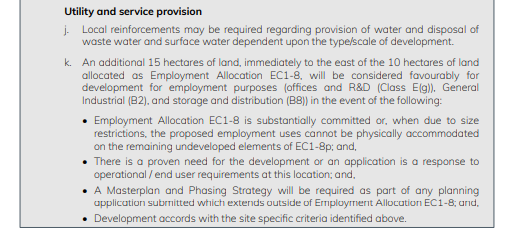 Utility and service provision
j. Local reinforcements may be required regarding provision of water and disposal of
waste water and surface water dependent upon the type/scale of development.
k. An additional 15 hectares of land, immediately to the east of the 10 hectares of land
allocated as Employment Allocation EC1-8, will be considered favourably for
development for employment purposes (offices and R&D (Class E(g)), General
Industrial (B2), and storage and distribution (B8)) in the event of the following:
• Employment Allocation EC1-8 is substantially committed or, when due to size
restrictions, the proposed employment uses cannot be physically accommodated
on the remaining undeveloped elements of EC1-8p; and,
• There is a proven need for the development or an application is a response to
operational / end user requirements at this location; and,
• A Masterplan and Phasing Strategy will be required as part of any planning
application submitted which extends outside of Employment Allocation EC1-8; and,
• Development accords with the site specific criteria identified above.